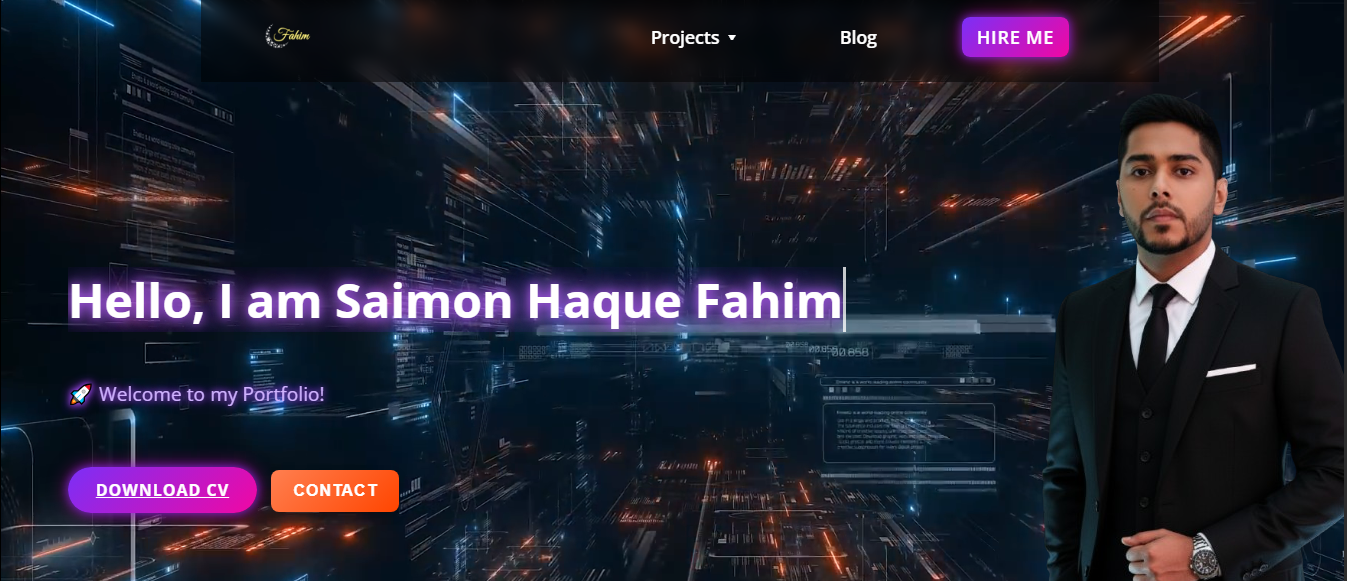 Fahim
Projects
Blog
HIRE ME
Hello, I am Saimon Haque Fahim
🚀 Welcome to my Portfolio!
DOWNLOAD CV
CONTACT